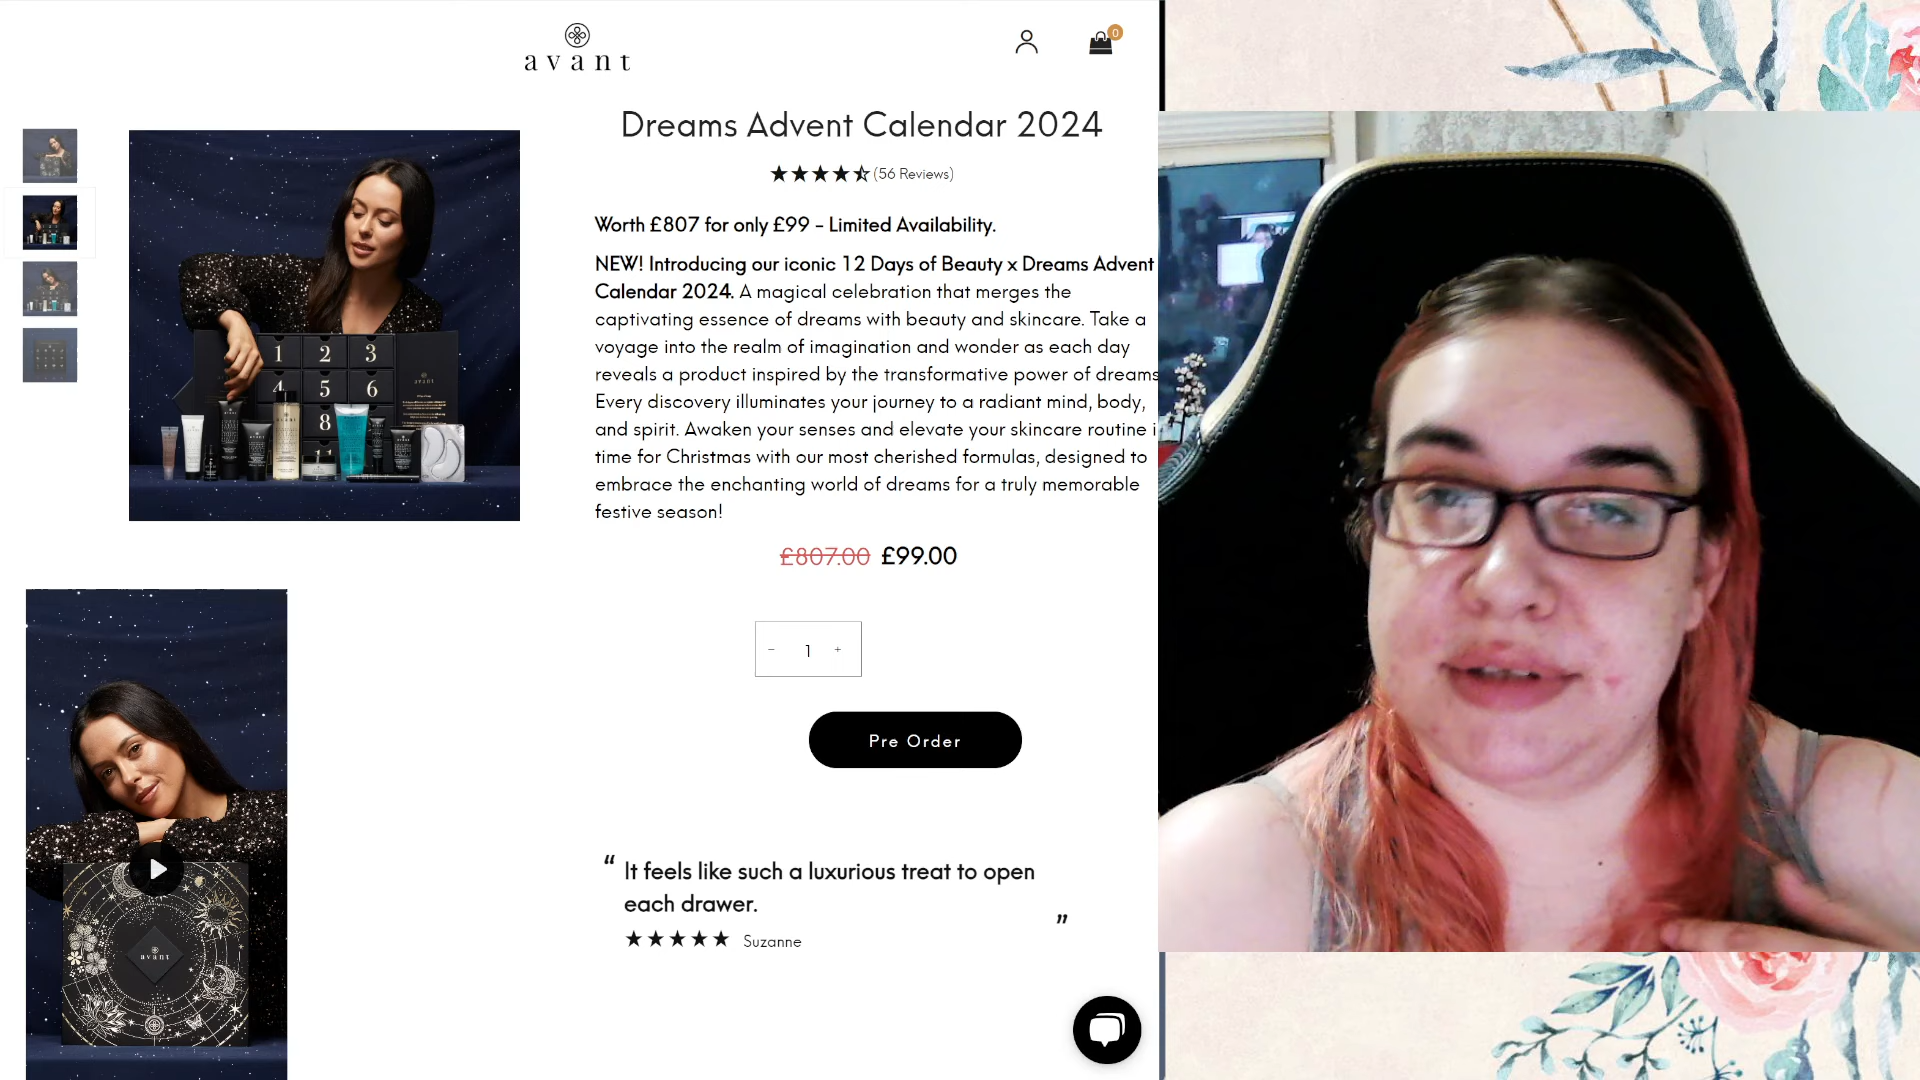 avant
0
Dreams Advent Calendar 2024
(56 Reviews)
Worth £807 for only £99 – Limited Availability.
NEW! Introducing our iconic 12 Days of Beauty x Dreams Advent
Calendar 2024. A magical celebration that merges the
captivating essence of dreams with beauty and skincare. Take a
voyage into the realm of imagination and wonder as each day
reveals a product inspired by the transformative power of dreams
Every discovery illuminates your journey to a radiant mind, body,
and spirit. Awaken your senses and elevate your skincare routine i
time for Christmas with our most cherished formulas, designed to
embrace the enchanting world of dreams for a truly memorable
festive season!
£807.00 £99.00
- 1 +
Pre Order
“ It feels like such a luxurious treat to open
each drawer. ”
Suzanne
1 2 3
4 5 6
8
11
avant
avant